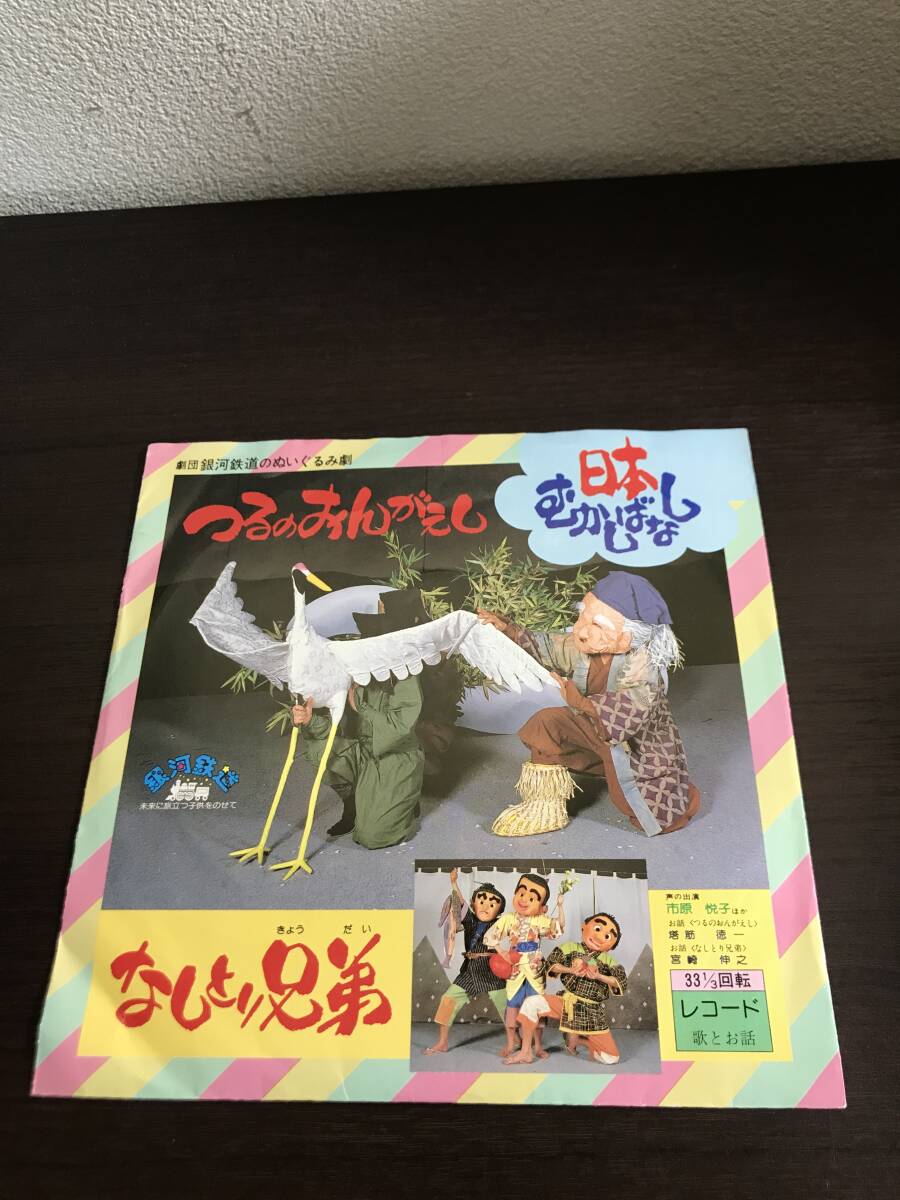 劇団 銀河鉄道のぬいぐるみ劇
つるのおんがえし
日本
むかしばなし
銀河鉄道
未来に旅立つ子供をのせて
きょう だい
なしとり兄弟
声の出演
市原 悦子ほか
お話〈つるのおんがえし〉
塔筋 徳一
お話〈なしとり兄弟〉
宮崎 伸之
33 1/3回転
レコード
歌とお話